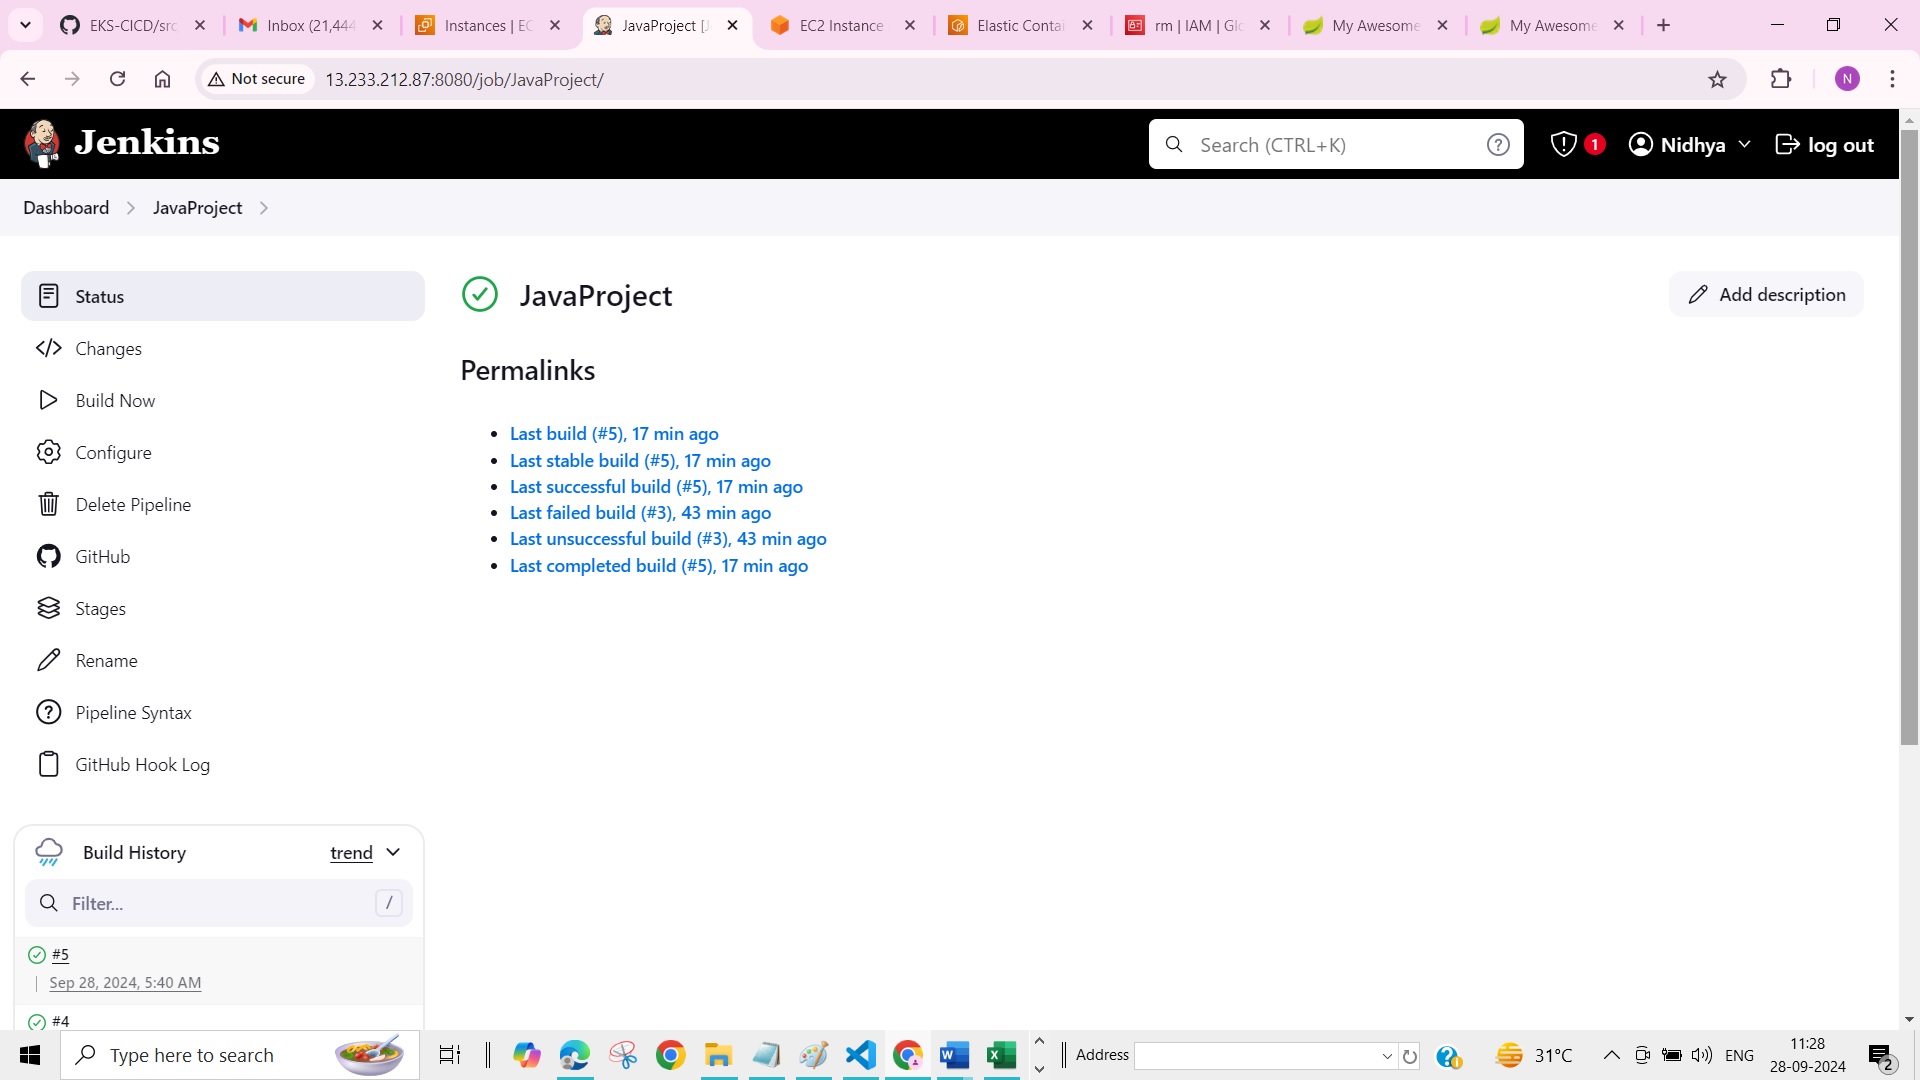 EKS-CICD/src
Inbox (21,444
Instances | EC
JavaProject [J
EC2 Instance
Elastic Contai
rm | IAM | Glo
My Awesome
My Awesome
Not secure
13.233.212.87:8080/job/JavaProject/
N
Jenkins
Search (CTRL+K)
1
Nidhya
log out
Dashboard
JavaProject
Status
JavaProject
Add description
Changes
Permalinks
Build Now
Last build (#5), 17 min ago
Configure
Last stable build (#5), 17 min ago
Last successful build (#5), 17 min ago
Delete Pipeline
Last failed build (#3), 43 min ago
Last unsuccessful build (#3), 43 min ago
GitHub
Last completed build (#5), 17 min ago
Stages
Rename
Pipeline Syntax
GitHub Hook Log
Build History
trend
Filter...
/
#5
Sep 28, 2024, 5:40 AM
#4
Type here to search
Address
31°C
ENG
11:28
28-09-2024
2